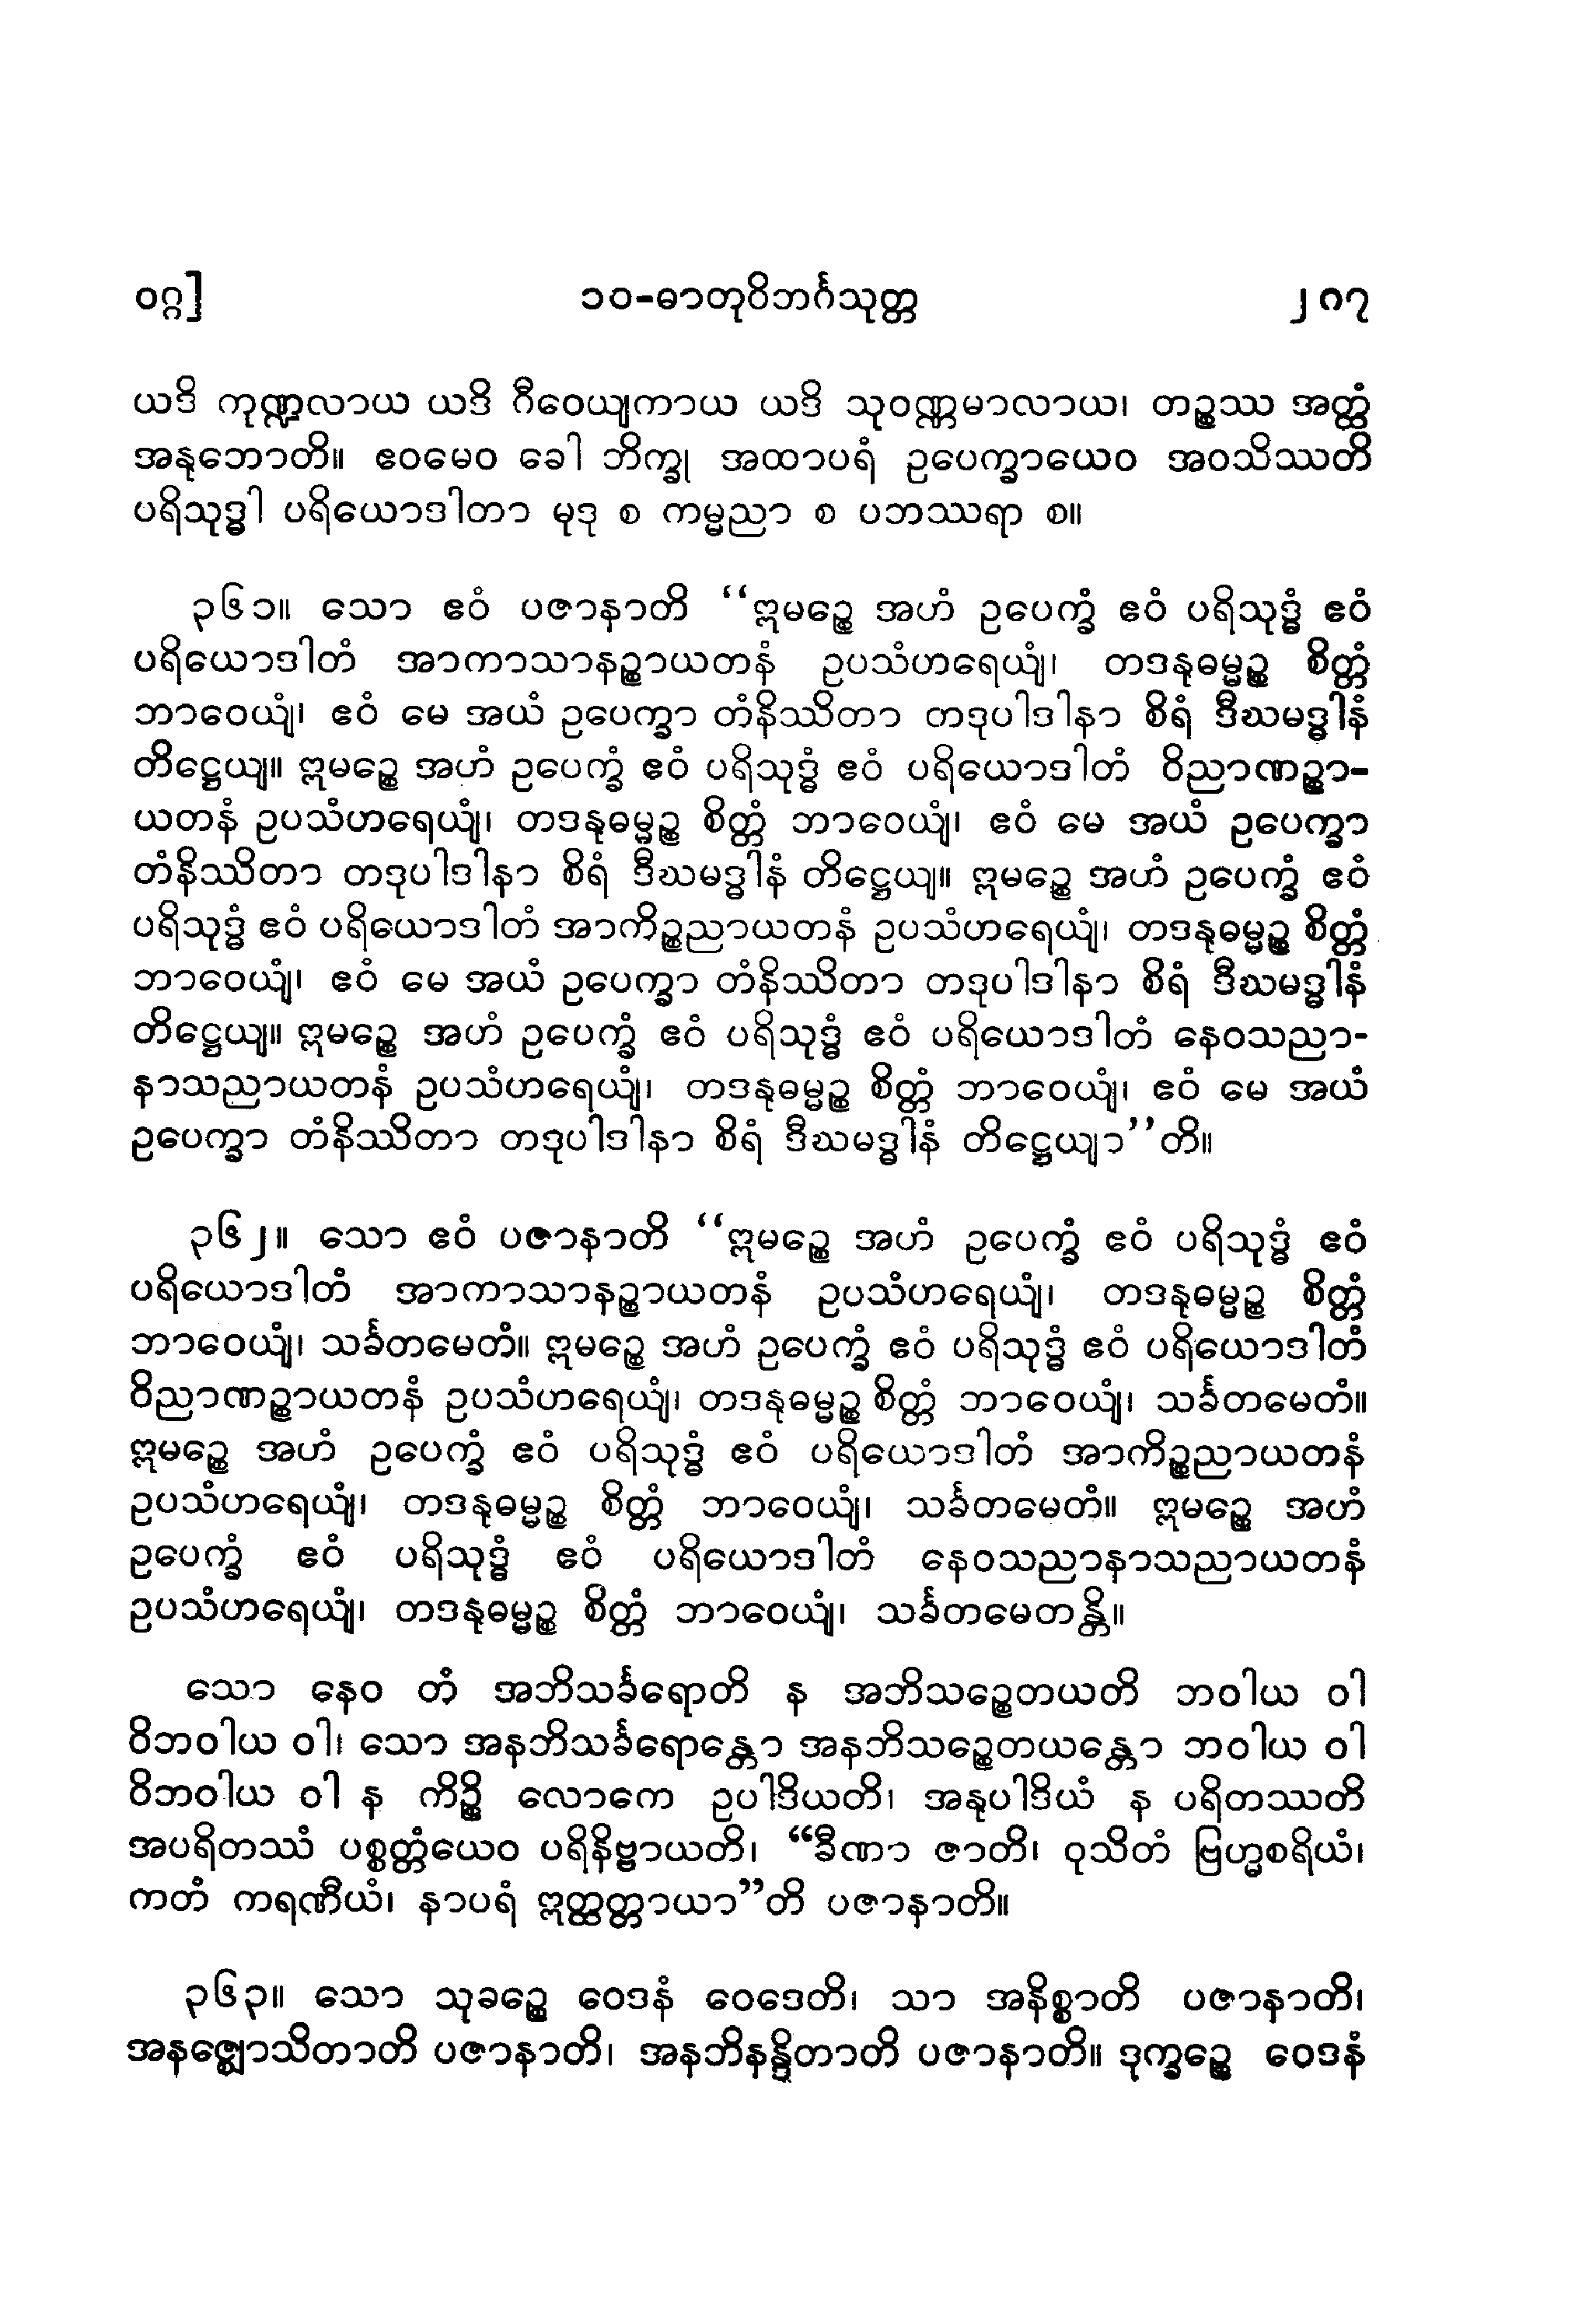 ဝဂ္ဂ] ၁၀-ဓာတုဝိဘင်္ဂသုတ္တ ၂၈၇
ယဒိ ကုဏ္ဍလာယ ယဒိ ဂီဝေယျကာယ ယဒိ သုဝဏ္ဏမာလာယ၊ တဉ္စဿ အတ္ထံ
အနုဘောတိ။ ဧဝမေဝ ခေါ ဘိက္ခု အထာပရံ ဥပေက္ခာယေဝ အဝသိဿတိ
ပရိသုဒ္ဓါ ပရိယောဒါတာ မုဒု စ ကမ္မညာ စ ပဘဿရာ စ။
၃၆၁။ သော ဧဝံ ပဇာနာတိ ‘‘ဣမဉ္စေ အဟံ ဥပေက္ခံ ဧဝံ ပရိသုဒ္ဓံ ဧဝံ
ပရိယောဒါတံ အာကာသာနဉ္စာယတနံ ဥပသံဟရေယျံ၊ တဒနုဓမ္မဉ္စ စိတ္တံ
ဘာဝေယျံ၊ ဧဝံ မေ အယံ ဥပေက္ခာ တံနိဿိတာ တဒုပါဒါနာ စိရံ ဒီဃမဒ္ဓါနံ
တိဋ္ဌေယျ။ ဣမဉ္စေ အဟံ ဥပေက္ခံ ဧဝံ ပရိသုဒ္ဓံ ဧဝံ ပရိယောဒါတံ ဝိညာဏဉ္စာ-
ယတနံ ဥပသံဟရေယျံ၊ တဒနုဓမ္မဉ္စ စိတ္တံ ဘာဝေယျံ၊ ဧဝံ မေ အယံ ဥပေက္ခာ
တံနိဿိတာ တဒုပါဒါနာ စိရံ ဒီဃမဒ္ဓါနံ တိဋ္ဌေယျ။ ဣမဉ္စေ အဟံ ဥပေက္ခံ ဧဝံ
ပရိသုဒ္ဓံ ဧဝံ ပရိယောဒါတံ အာကိဉ္စညာယတနံ ဥပသံဟရေယျံ၊ တဒနုဓမ္မဉ္စ စိတ္တံ
ဘာဝေယျံ၊ ဧဝံ မေ အယံ ဥပေက္ခာ တံနိဿိတာ တဒုပါဒါနာ စိရံ ဒီဃမဒ္ဓါနံ
တိဋ္ဌေယျ။ ဣမဉ္စေ အဟံ ဥပေက္ခံ ဧဝံ ပရိသုဒ္ဓံ ဧဝံ ပရိယောဒါတံ နေဝသညာ-
နာသညာယတနံ ဥပသံဟရေယျံ၊ တဒနုဓမ္မဉ္စ စိတ္တံ ဘာဝေယျံ၊ ဧဝံ မေ အယံ
ဥပေက္ခာ တံနိဿိတာ တဒုပါဒါနာ စိရံ ဒီဃမဒ္ဓါနံ တိဋ္ဌေယျာ’’တိ။
၃၆၂။ သော ဧဝံ ပဇာနာတိ ‘‘ဣမဉ္စေ အဟံ ဥပေက္ခံ ဧဝံ ပရိသုဒ္ဓံ ဧဝံ
ပရိယောဒါတံ အာကာသာနဉ္စာယတနံ ဥပသံဟရေယျံ၊ တဒနုဓမ္မဉ္စ စိတ္တံ
ဘာဝေယျံ၊ သင်္ခတမေတံ။ ဣမဉ္စေ အဟံ ဥပေက္ခံ ဧဝံ ပရိသုဒ္ဓံ ဧဝံ ပရိယောဒါတံ
ဝိညာဏဉ္စာယတနံ ဥပသံဟရေယျံ၊ တဒနုဓမ္မဉ္စ စိတ္တံ ဘာဝေယျံ၊ သင်္ခတမေတံ။
ဣမဉ္စေ အဟံ ဥပေက္ခံ ဧဝံ ပရိသုဒ္ဓံ ဧဝံ ပရိယောဒါတံ အာကိဉ္စညာယတနံ
ဥပသံဟရေယျံ၊ တဒနုဓမ္မဉ္စ စိတ္တံ ဘာဝေယျံ၊ သင်္ခတမေတံ။ ဣမဉ္စေ အဟံ
ဥပေက္ခံ ဧဝံ ပရိသုဒ္ဓံ ဧဝံ ပရိယောဒါတံ နေဝသညာနာသညာယတနံ
ဥပသံဟရေယျံ၊ တဒနုဓမ္မဉ္စ စိတ္တံ ဘာဝေယျံ၊ သင်္ခတမေတန္တိ။
သော နေဝ တံ အဘိသင်္ခရောတိ န အဘိသဉ္စေတယတိ ဘဝါယ ဝါ
ဝိဘဝါယ ဝါ၊ သော အနဘိသင်္ခရောန္တော အနဘိသဉ္စေတယန္တော ဘဝါယ ဝါ
ဝိဘဝါယ ဝါ န ကိဉ္စိ လောကေ ဥပါဒိယတိ၊ အနုပါဒိယံ န ပရိတဿတိ
အပရိတဿံ ပစ္စတ္တံယေဝ ပရိနိဗ္ဗာယတိ၊ “ခီဏာ ဇာတိ၊ ဝုသိတံ ဗြဟ္မစရိယံ၊
ကတံ ကရဏီယံ၊ နာပရံ ဣတ္ထတ္တာယာ”တိ ပဇာနာတိ။
၃၆၃။ သော သုခဉ္စေ ဝေဒနံ ဝေဒေတိ၊ သာ အနိစ္စာတိ ပဇာနာတိ၊
အနဇ္ဈောသိတာတိ ပဇာနာတိ၊ အနဘိနန္ဒိတာတိ ပဇာနာတိ။ ဒုက္ခဉ္စေ ဝေဒနံ